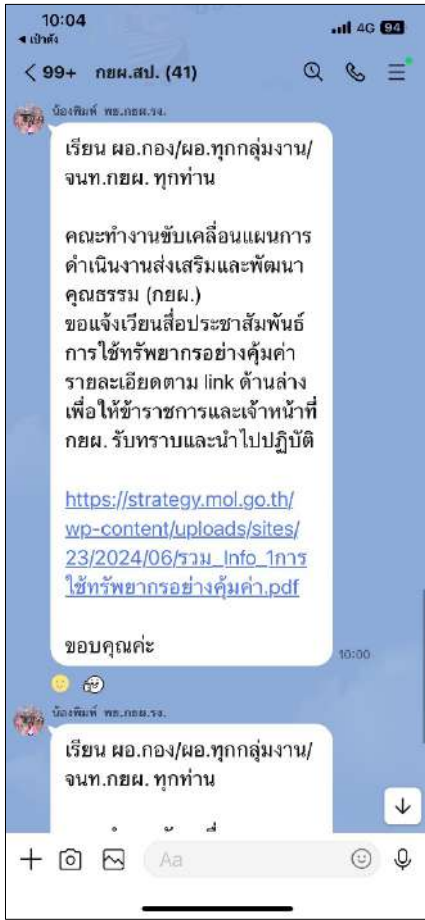 10:04
4G 94
◀ เป๋าตัง
99+ กยผ.สป. (41)
น้องพิมพ์ พธ.กยผ.รง.
เรียน ผอ.กอง/ผอ.ทุกกลุ่มงาน/
จนท.กยผ. ทุกท่าน
คณะทำงานขับเคลื่อนแผนการ
ดำเนินงานส่งเสริมและพัฒนา
คุณธรรม (กยผ.)
ขอแจ้งเวียนสื่อประชาสัมพันธ์
การใช้ทรัพยากรอย่างคุ้มค่า
รายละเอียดตาม link ด้านล่าง
เพื่อให้ข้าราชการและเจ้าหน้าที่
กยผ. รับทราบและนำไปปฏิบัติ
https://strategy.mol.go.th/
wp-content/uploads/sites/
23/2024/06/รวม_Info_1การ
ใช้ทรัพยากรอย่างคุ้มค่า.pdf
ขอบคุณค่ะ
10:00
น้องพิมพ์ พธ.กยผ.รง.
เรียน ผอ.กอง/ผอ.ทุกกลุ่มงาน/
จนท.กยผ. ทุกท่าน
Aa